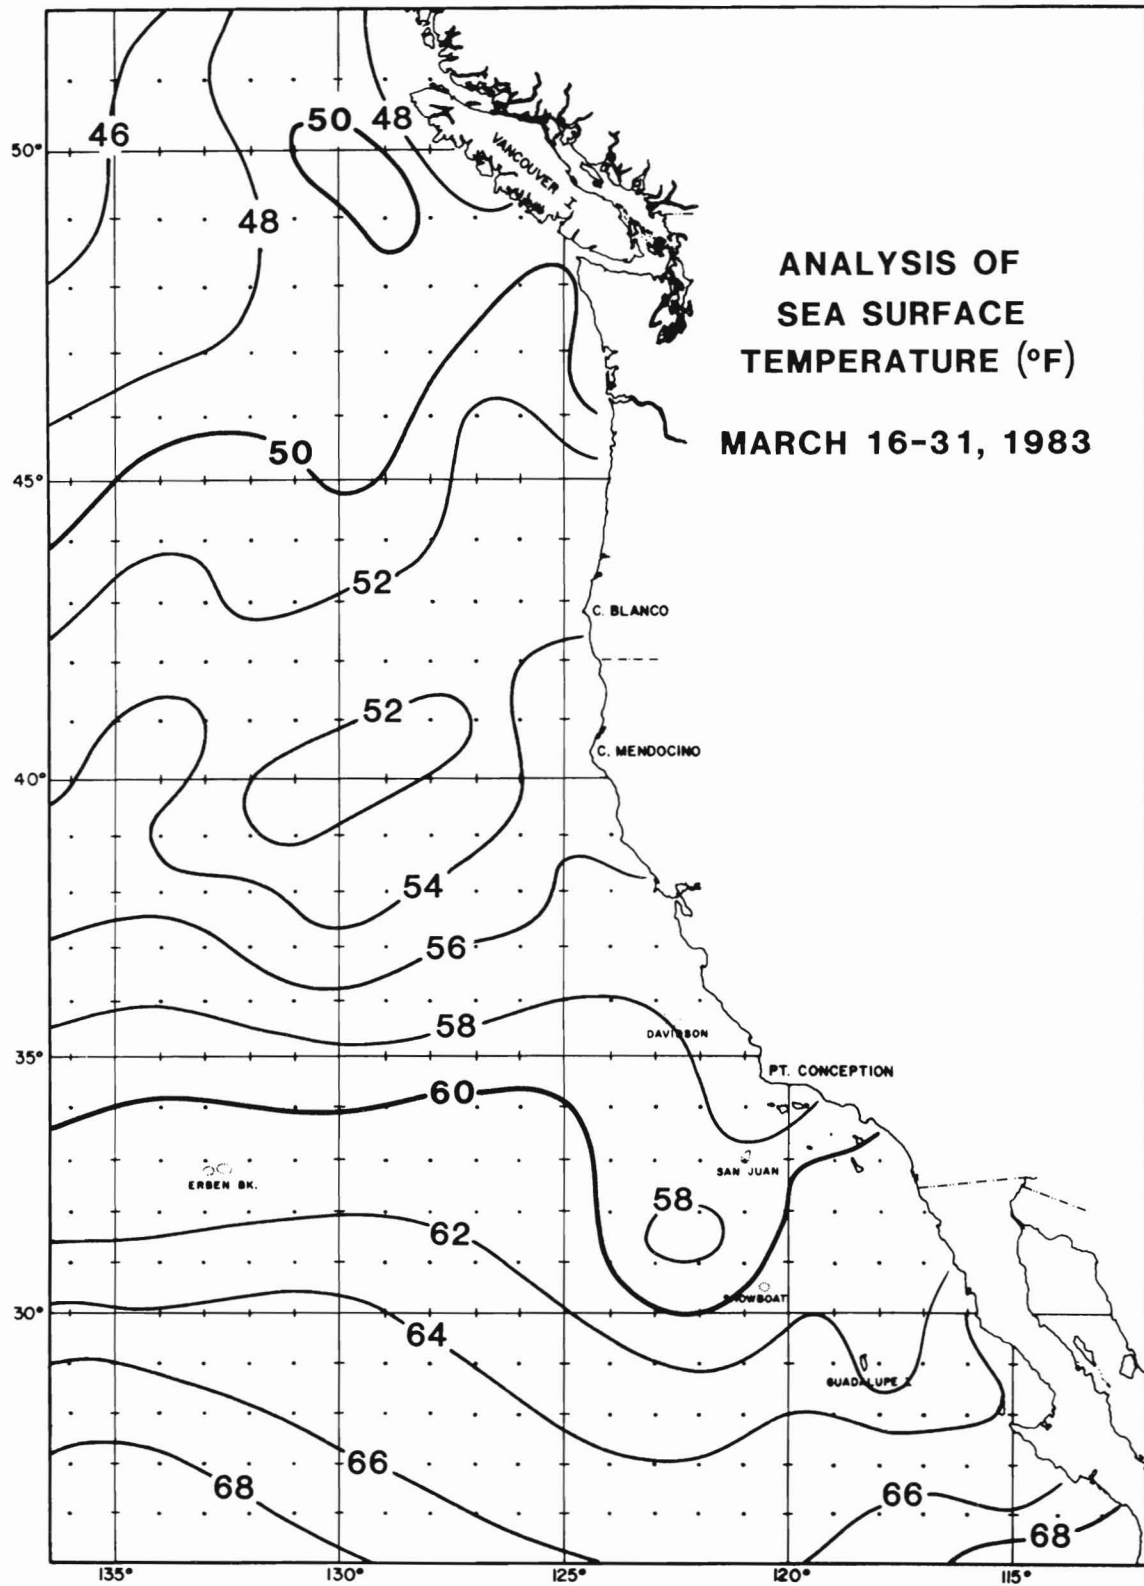 50
48
46
50°
VANCOUVER I
48
ANALYSIS OF
SEA SURFACE
TEMPERATURE (°F)
MARCH 16-31, 1983
50
45°
52
C. BLANCO
52
C. MENDOCINO
40°
54
56
58
DAVIDSON
35°
PT. CONCEPTION
60
ERBEN BK.
SAN JUAN
58
62
SHOWBOAT
30°
64
GUADALUPE I
66
68
66
68
135°
130°
125°
120°
115°